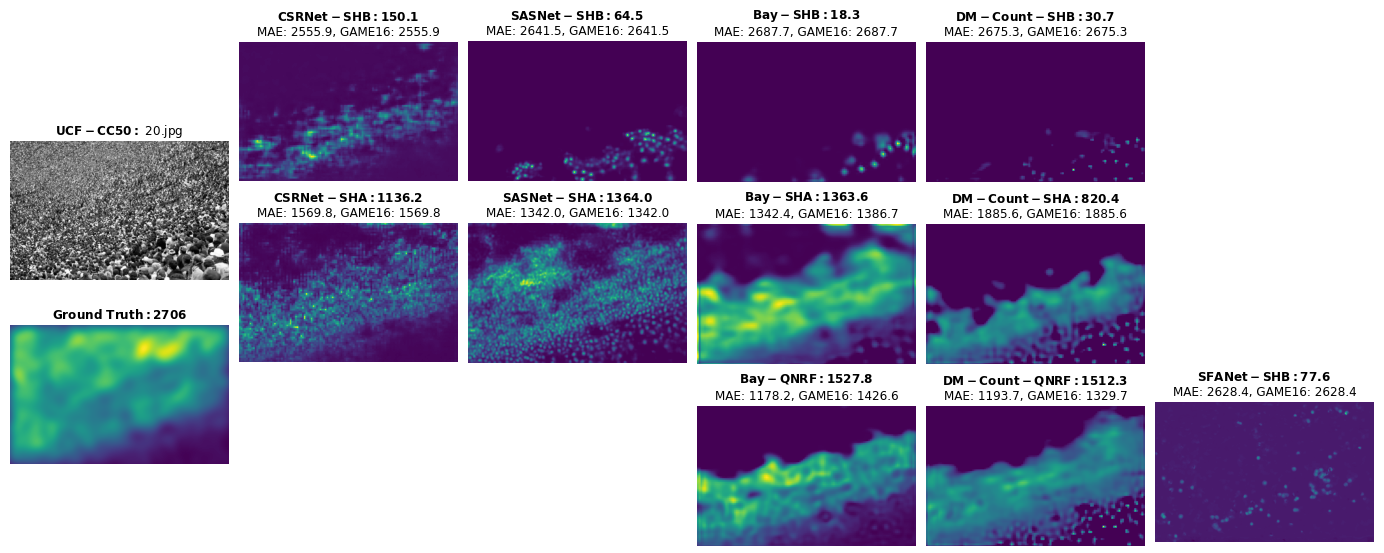 CSRNet − SHB : 150.1
MAE: 2555.9, GAME16: 2555.9
SASNet − SHB : 64.5
MAE: 2641.5, GAME16: 2641.5
Bay − SHB : 18.3
MAE: 2687.7, GAME16: 2687.7
DM − Count − SHB : 30.7
MAE: 2675.3, GAME16: 2675.3
UCF − CC50 : 20.jpg
CSRNet − SHA : 1136.2
MAE: 1569.8, GAME16: 1569.8
SASNet − SHA : 1364.0
MAE: 1342.0, GAME16: 1342.0
Bay − SHA : 1363.6
MAE: 1342.4, GAME16: 1386.7
DM − Count − SHA : 820.4
MAE: 1885.6, GAME16: 1885.6
Ground Truth : 2706
Bay − QNRF : 1527.8
MAE: 1178.2, GAME16: 1426.6
DM − Count − QNRF : 1512.3
MAE: 1193.7, GAME16: 1329.7
SFANet − SHB : 77.6
MAE: 2628.4, GAME16: 2628.4